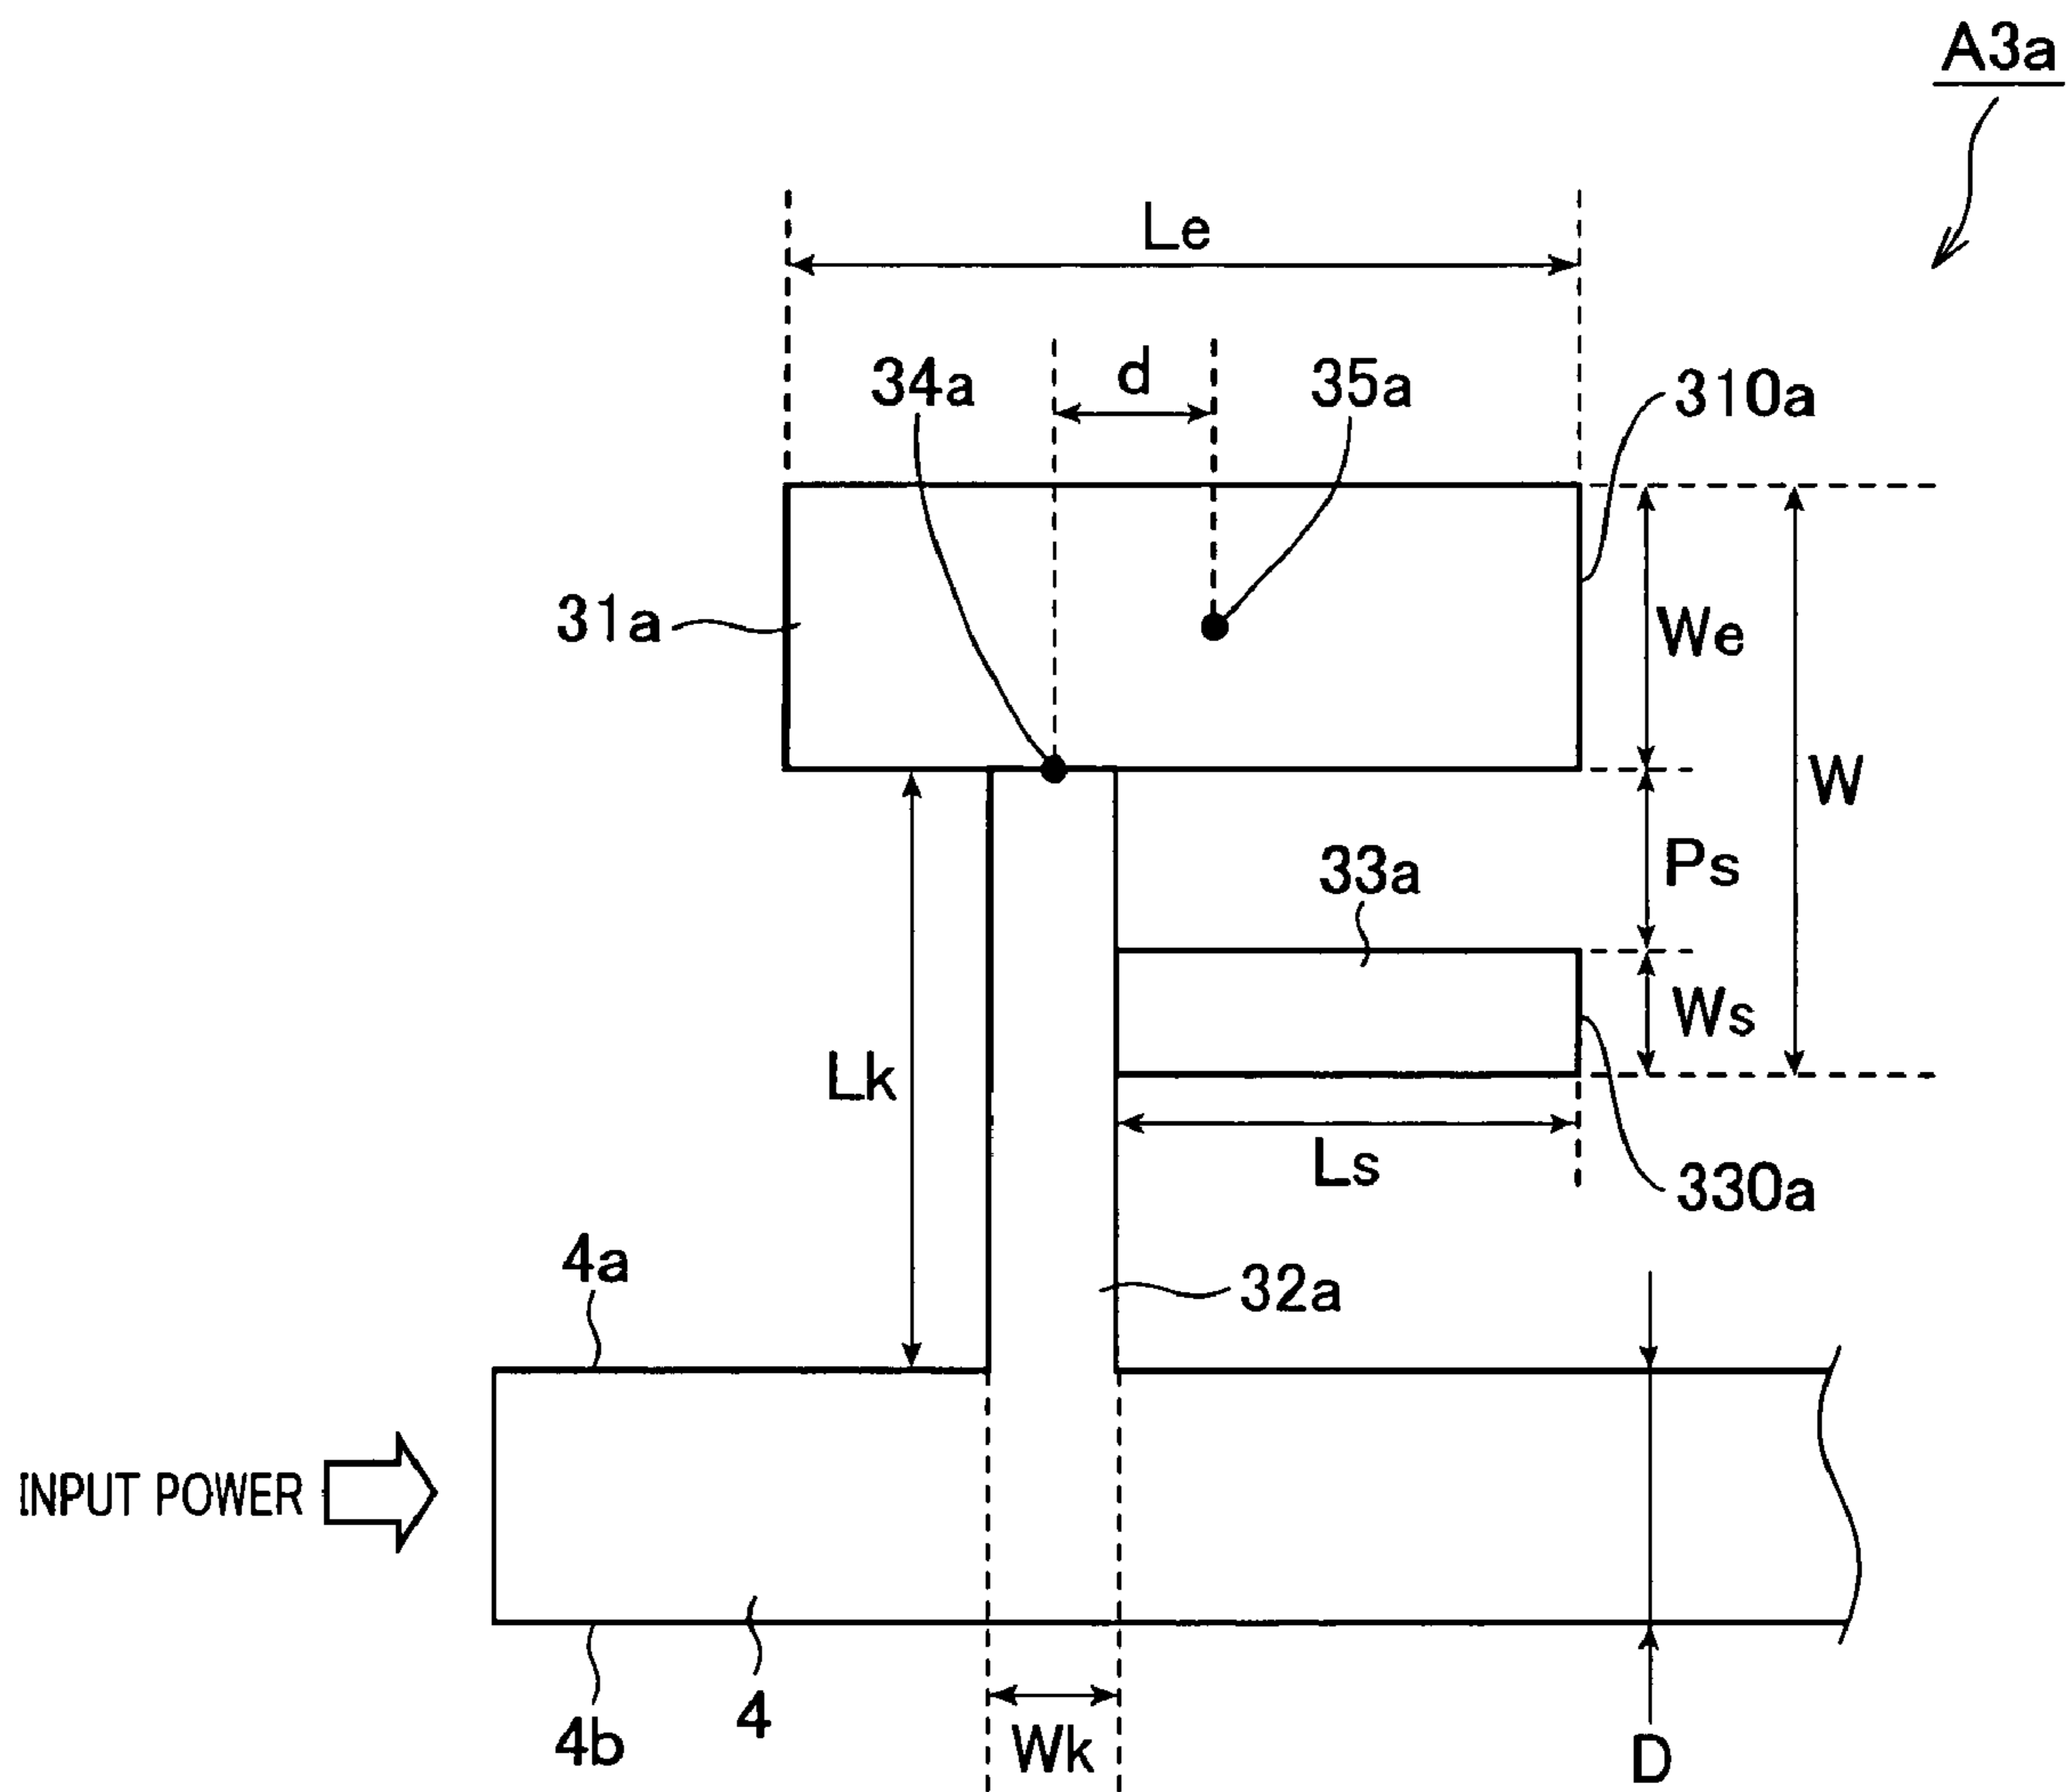 A3a
Le
34a
d
35a
310a
31a
We
W
33a
Ps
Ws
Lk
Ls
330a
4a
32a
INPUT POWER
4
4b
Wk
D